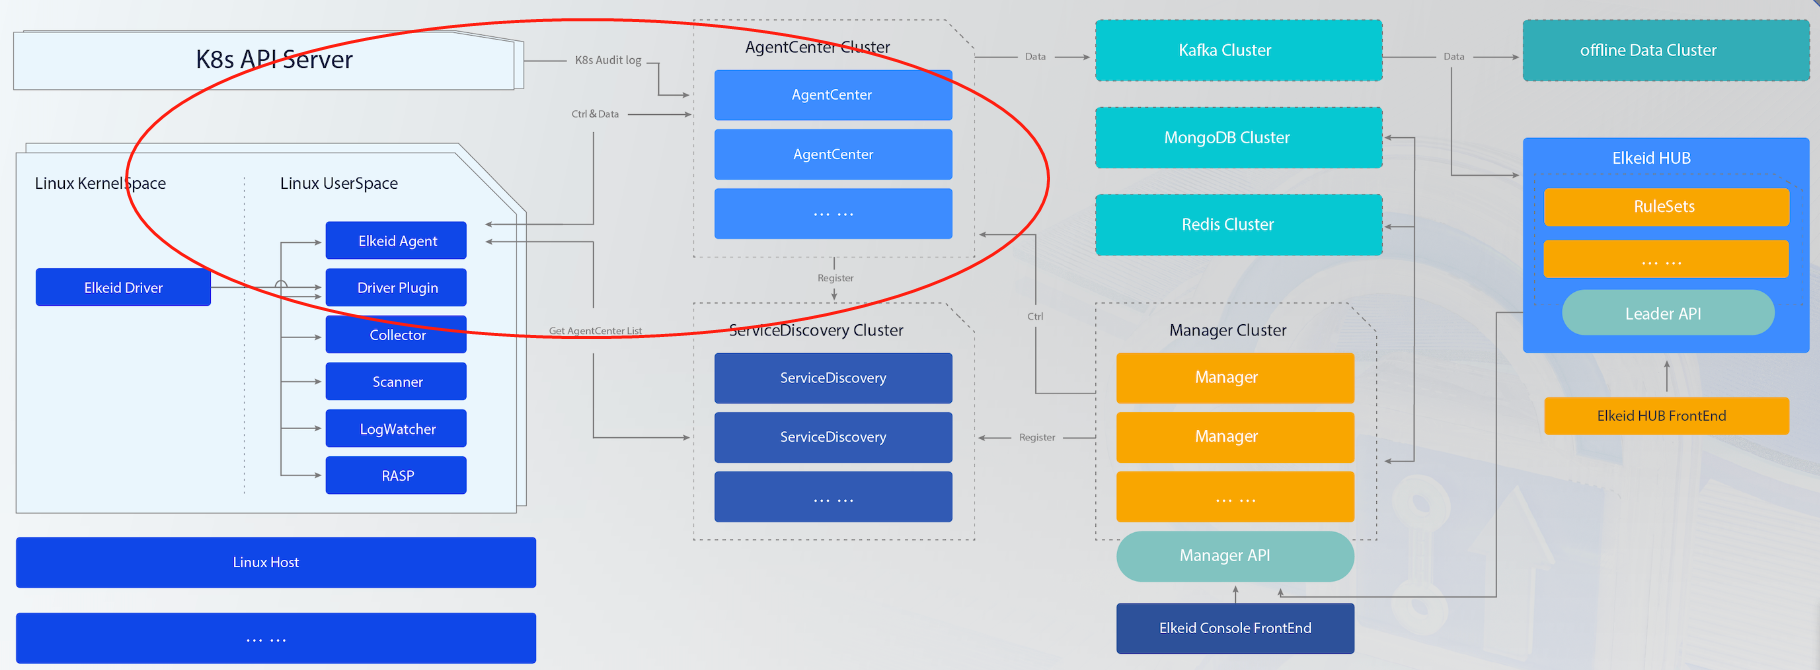 K8s API Server
K8s Audit log
Ctrl & Data
Linux KernelSpace
Linux UserSpace
Elkeid Driver
Elkeid Agent
Driver Plugin
Collector
Scanner
LogWatcher
RASP
Linux Host
... ...
Get AgentCenter List
AgentCenter Cluster
AgentCenter
AgentCenter
... ...
Register
ServiceDiscovery Cluster
ServiceDiscovery
ServiceDiscovery
... ...
Data
Ctrl
Register
Kafka Cluster
MongoDB Cluster
Redis Cluster
Manager Cluster
Manager
Manager
... ...
Manager API
Elkeid Console FrontEnd
Data
offline Data Cluster
Elkeid HUB
RuleSets
... ...
Leader API
Elkeid HUB FrontEnd